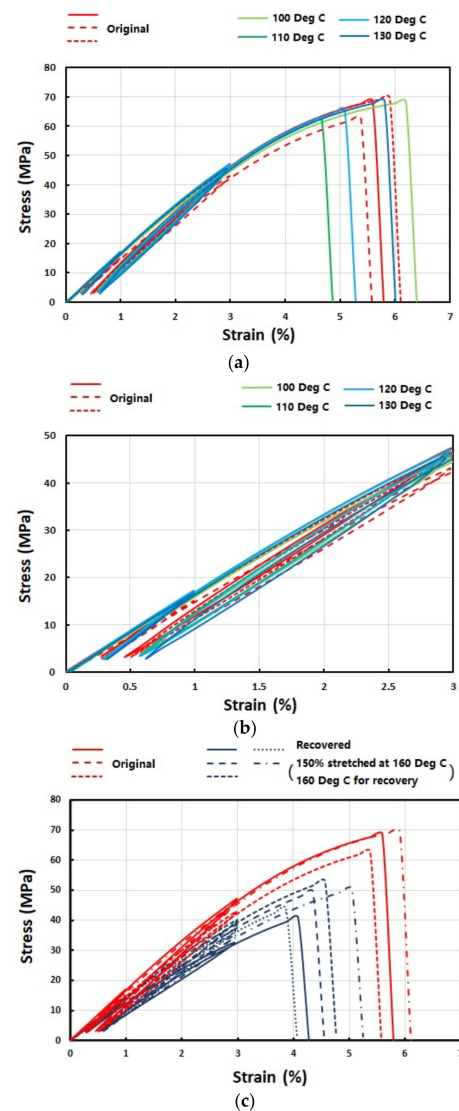 100 Deg C 120 Deg C
Original
110 Deg C 130 Deg C
80
70
60
50
40
30
20
10
0
Stress (MPa)
0 1 2 3 4 5 6 7
Strain (%)
(a)
100 Deg C 120 Deg C
Original
110 Deg C 130 Deg C
50
40
30
20
10
0
Stress (MPa)
0 0.5 1 1.5 2 2.5 3
Strain (%)
(b)
Recovered
Original
( 150% stretched at 160 Deg C )
160 Deg C for recovery
80
70
60
50
40
30
20
10
0
Stress (MPa)
0 1 2 3 4 5 6 7
Strain (%)
(c)